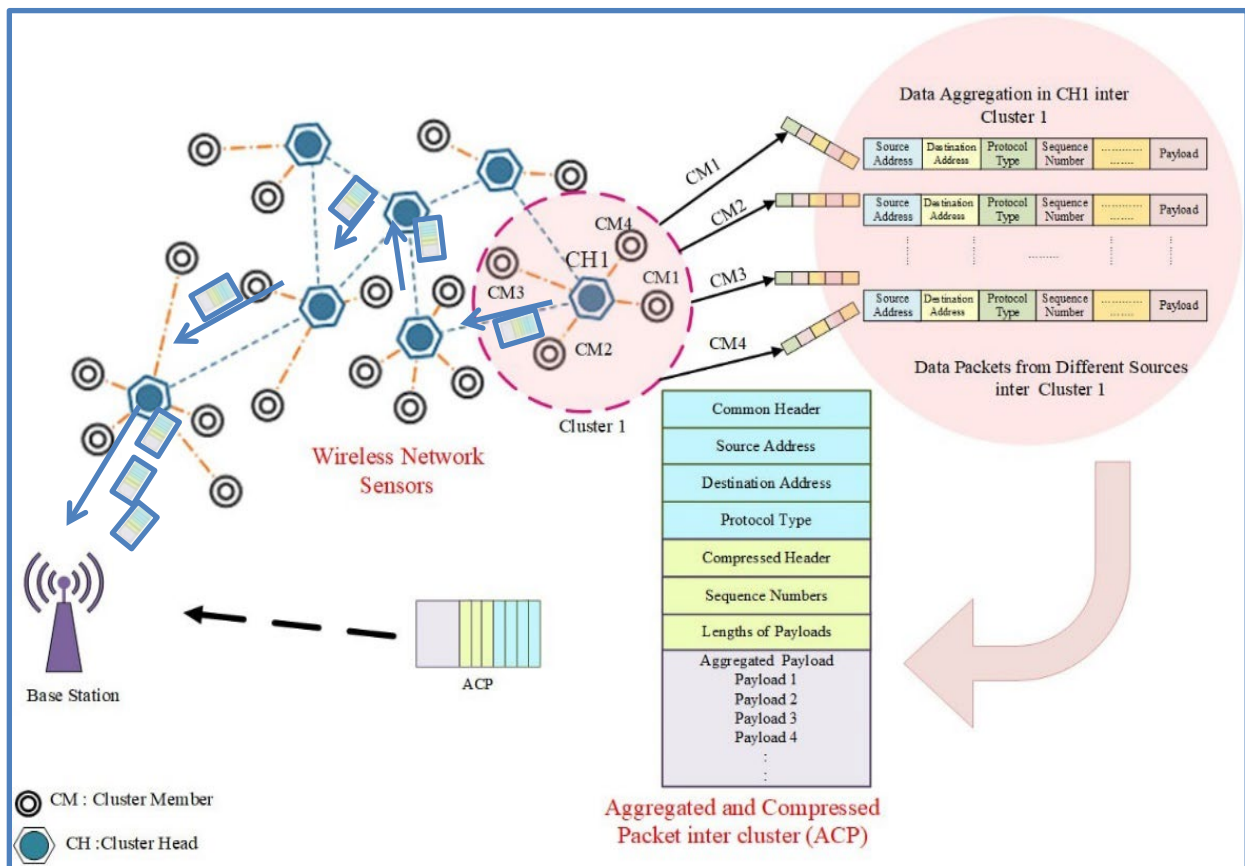 Data Aggregation in CH1 inter
Cluster 1
Source
Address
Destination
Address
Protocol
Type
Sequence
Number
............
.......
Payload
Source
Address
Destination
Address
Protocol
Type
Sequence
Number
............
.......
Payload
.........
Source
Address
Destination
Address
Protocol
Type
Sequence
Number
............
.......
Payload
Data Packets from Different Sources
inter Cluster 1
CM1
CM2
CM3
CM4
CM4
CH1
CM1
CM3
CM2
Cluster 1
Wireless Network
Sensors
Common Header
Source Address
Destination Address
Protocol Type
Compressed Header
Sequence Numbers
Lengths of Payloads
Aggregated Payload
Payload 1
Payload 2
Payload 3
Payload 4
:
:
Aggregated and Compressed
Packet inter cluster (ACP)
ACP
Base Station
CM : Cluster Member
CH :Cluster Head